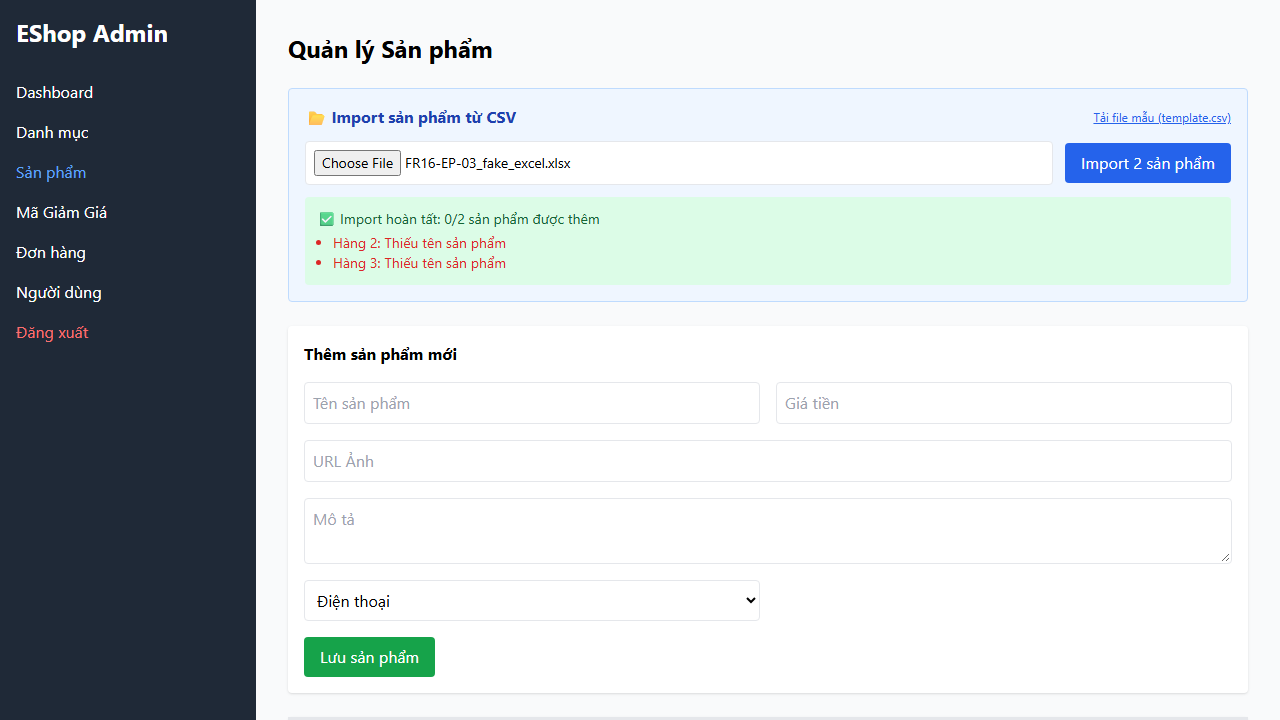 EShop Admin
Dashboard
Danh mục
Sản phẩm
Mã Giảm Giá
Đơn hàng
Người dùng
Đăng xuất
Quản lý Sản phẩm
📂 Import sản phẩm từ CSV
Tải file mẫu (template.csv)
Choose File FR16-EP-03_fake_excel.xlsx
Import 2 sản phẩm
✅ Import hoàn tất: 0/2 sản phẩm được thêm
• Hàng 2: Thiếu tên sản phẩm
• Hàng 3: Thiếu tên sản phẩm
Thêm sản phẩm mới
Tên sản phẩm
Giá tiền
URL Ảnh
Mô tả
Điện thoại
Lưu sản phẩm